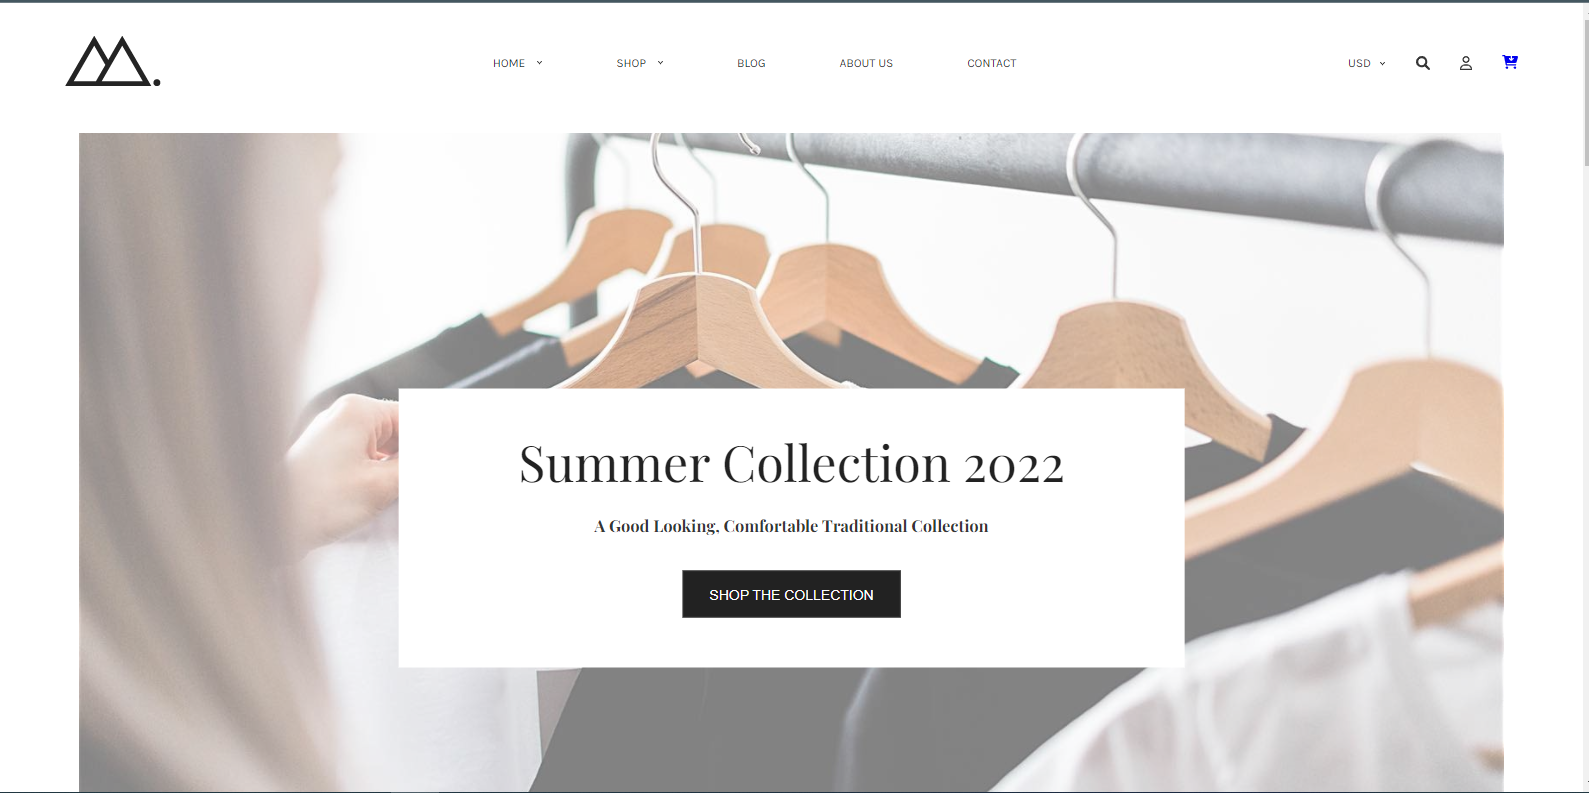 HOME SHOP BLOG ABOUT US CONTACT USD
Summer Collection 2022
A Good Looking, Comfortable Traditional Collection
SHOP THE COLLECTION